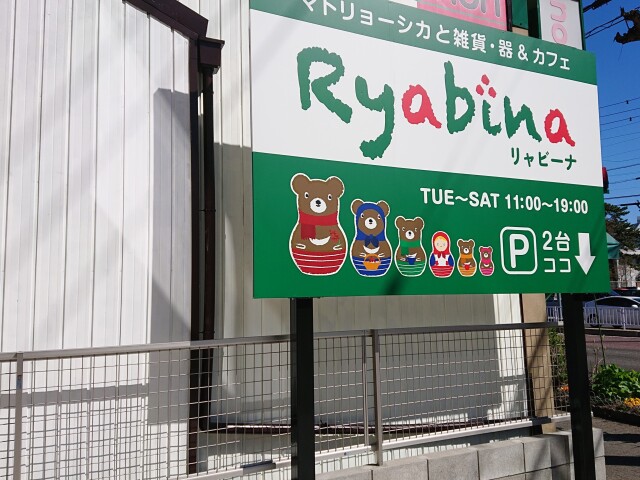 マトリョーシカと雑貨・器 & カフェ
Ryabina
リャビーナ
TUE~SAT 11:00~19:00
P 2台
ココ